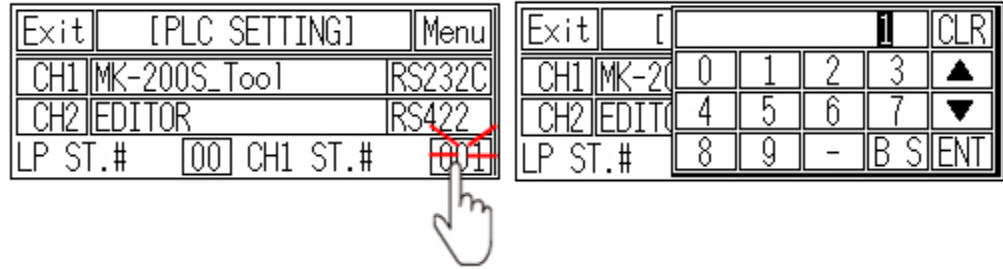 Exit [PLC SETTING] Menu
CH1 MK-200S_Tool RS232C
CH2 EDITOR RS422
LP ST.# 00 CH1 ST.# 001
Exit [ 1 CLR
CH1 MK-20 0 1 2 3 ▲
CH2 EDIT 4 5 6 7 ▼
LP ST.# 8 9 - B S ENT